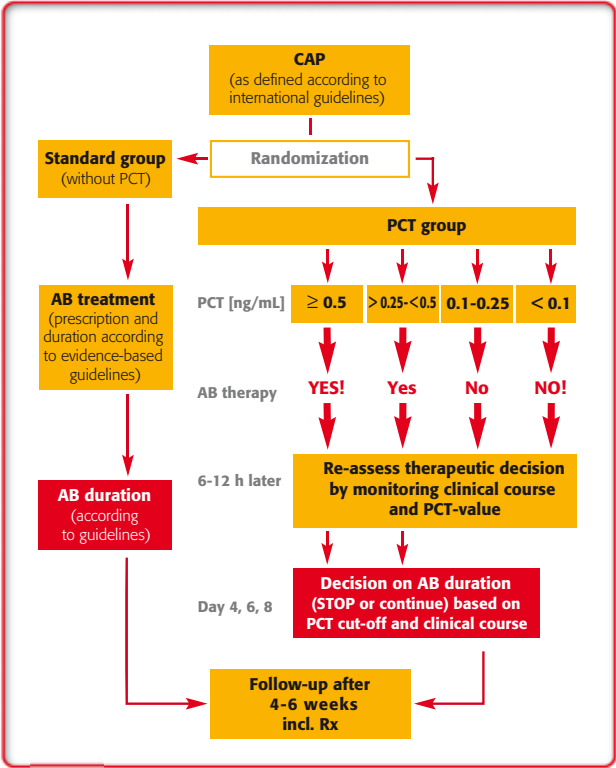 CAP
(as defined according to
international guidelines)
Randomization
Standard group
(without PCT)
PCT group
PCT [ng/mL]
≥ 0.5
> 0.25-< 0.5
0.1-0.25
< 0.1
AB treatment
(prescription and
duration according
to evidence-based
guidelines)
AB therapy
YES!
Yes
No
NO!
6-12 h later
Re-assess therapeutic decision
by monitoring clinical course
and PCT-value
AB duration
(according
to guidelines)
Day 4, 6, 8
Decision on AB duration
(STOP or continue) based on
PCT cut-off and clinical course
Follow-up after
4-6 weeks
incl. Rx